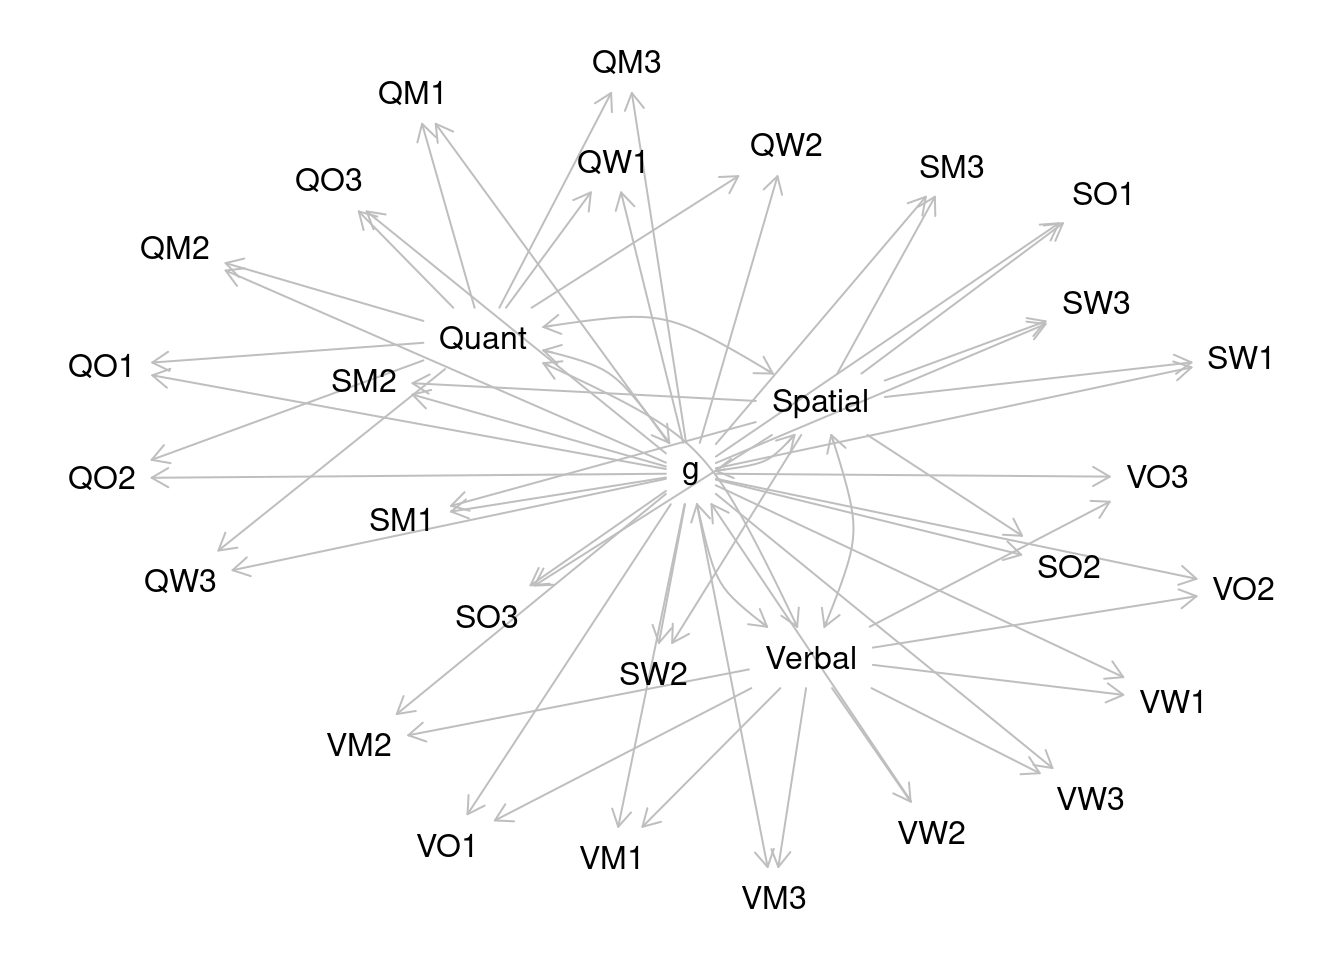 QM3
QM1
QW2
QW1
SM3
QO3
SO1
QM2
SW3
Quant
SW1
QO1
SM2
Spatial
g
VO3
QO2
SM1
SO2
QW3
VO2
SO3
Verbal
SW2
VW1
VM2
VW3
VW2
VO1
VM1
VM3